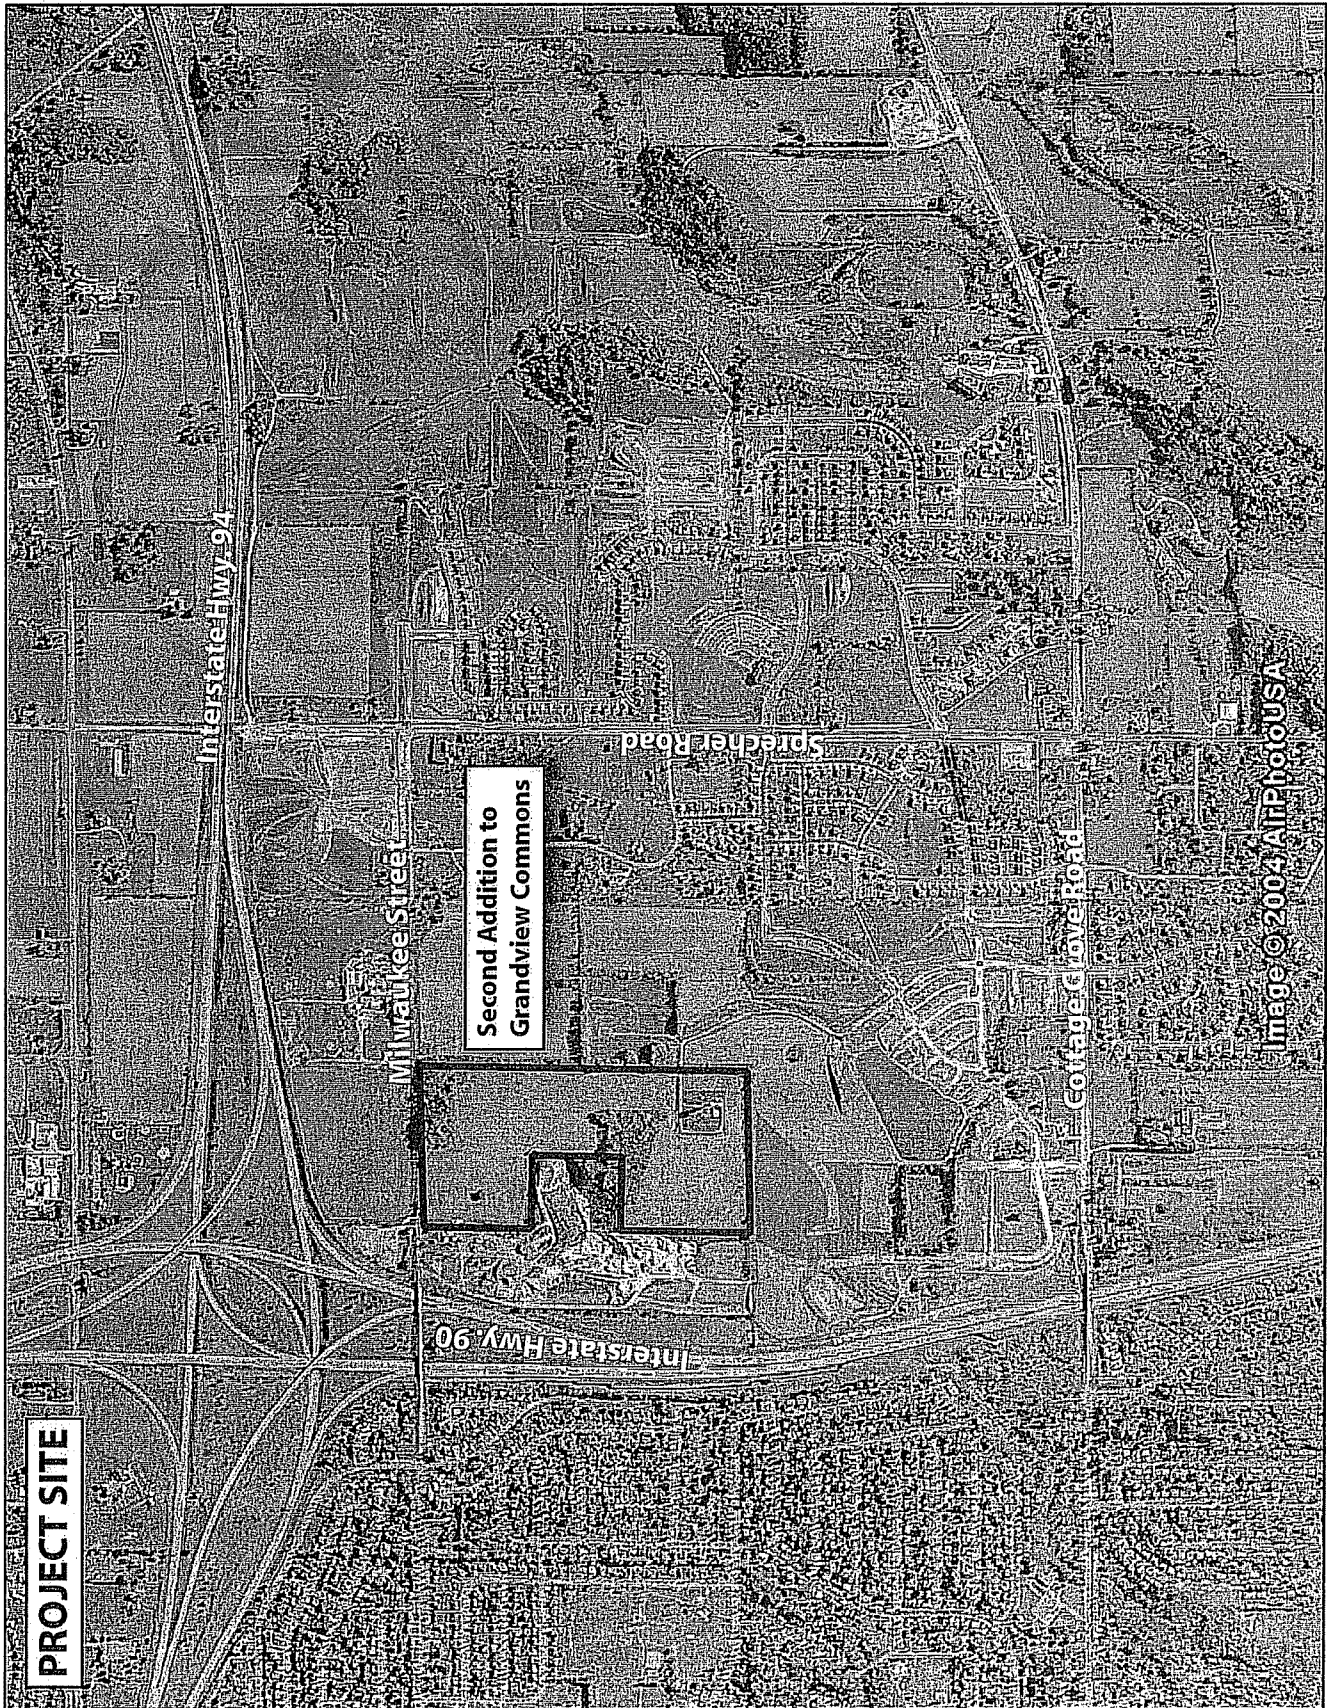 PROJECT SITE
Interstate Hwy. 94
Milwaukee Street
Second Addition to
Grandview Commons
Sprecher Road
Interstate Hwy. 90
Cottage Grove Road
Image © 2004 AirPhotoUSA